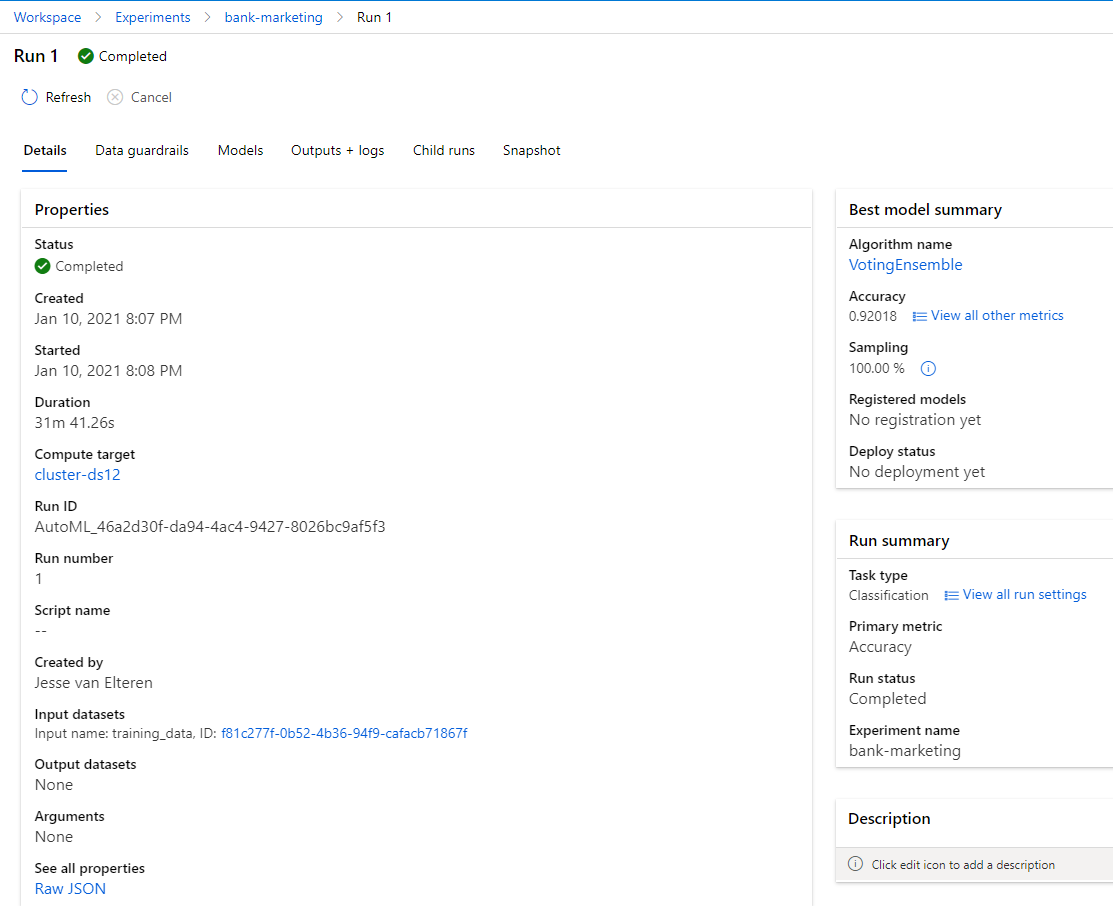 Workspace > Experiments > bank-marketing > Run 1
Run 1 Completed
Refresh Cancel
Details Data guardrails Models Outputs + logs Child runs Snapshot
Properties
Status
Completed
Created
Jan 10, 2021 8:07 PM
Started
Jan 10, 2021 8:08 PM
Duration
31m 41.26s
Compute target
cluster-ds12
Run ID
AutoML_46a2d30f-da94-4ac4-9427-8026bc9af5f3
Run number
1
Script name
--
Created by
Jesse van Elteren
Input datasets
Input name: training_data, ID: f81c277f-0b52-4b36-94f9-cafacb71867f
Output datasets
None
Arguments
None
See all properties
Raw JSON
Best model summary
Algorithm name
VotingEnsemble
Accuracy
0.92018 View all other metrics
Sampling
100.00 %
Registered models
No registration yet
Deploy status
No deployment yet
Run summary
Task type
Classification View all run settings
Primary metric
Accuracy
Run status
Completed
Experiment name
bank-marketing
Description
Click edit icon to add a description